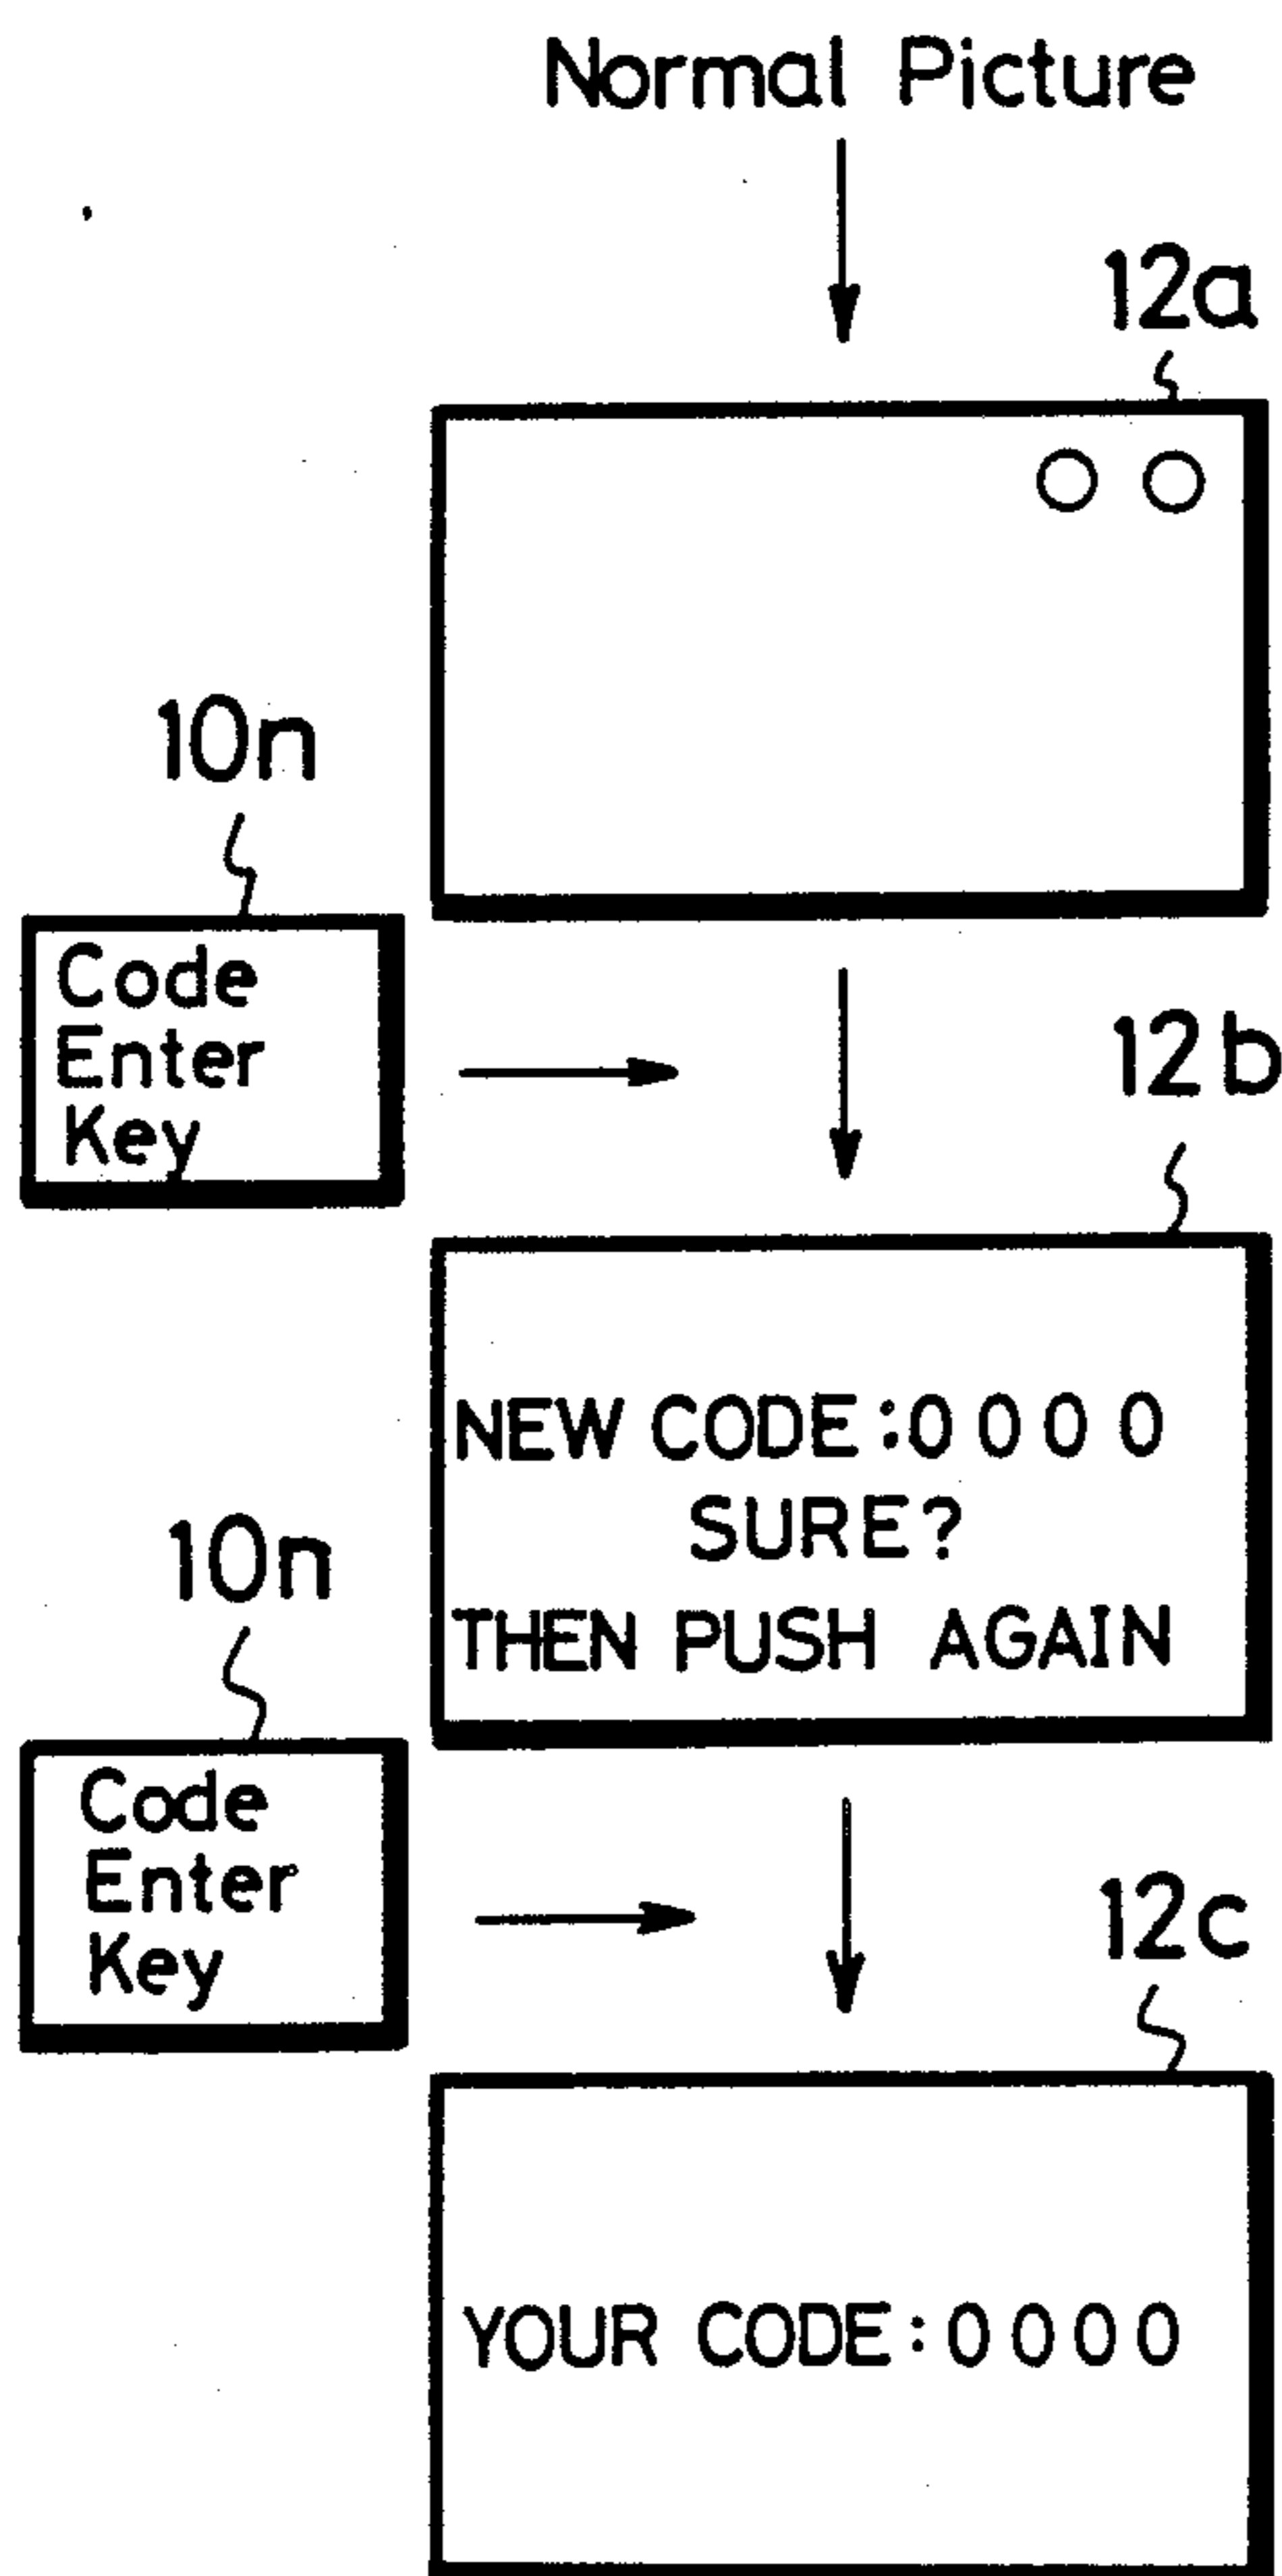 Normal Picture
12a
○ ○
10n
Code
Enter
Key
12b
NEW CODE :0 0 0 0
SURE?
THEN PUSH AGAIN
10n
Code
Enter
Key
12c
YOUR CODE : 0 0 0 0